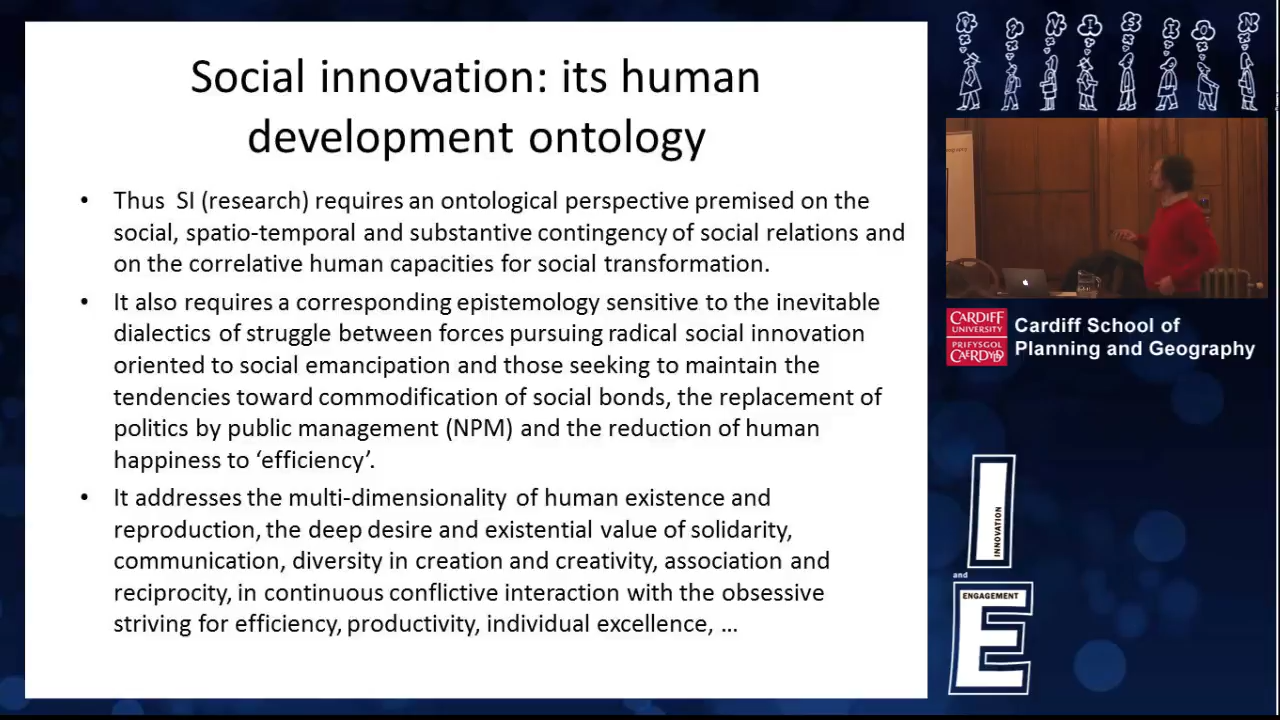 Social innovation: its human
development ontology
• Thus SI (research) requires an ontological perspective premised on the
social, spatio-temporal and substantive contingency of social relations and
on the correlative human capacities for social transformation.
• It also requires a corresponding epistemology sensitive to the inevitable
dialectics of struggle between forces pursuing radical social innovation
oriented to social emancipation and those seeking to maintain the
tendencies toward commodification of social bonds, the replacement of
politics by public management (NPM) and the reduction of human
happiness to ‘efficiency’.
• It addresses the multi-dimensionality of human existence and
reproduction, the deep desire and existential value of solidarity,
communication, diversity in creation and creativity, association and
reciprocity, in continuous conflictive interaction with the obsessive
striving for efficiency, productivity, individual excellence, …
P ? V I S I O N
CARDIFF
UNIVERSITY
PRIFYSGOL
CAERDYDD
Cardiff School of
Planning and Geography
I
INNOVATION
and
ENGAGEMENT
E